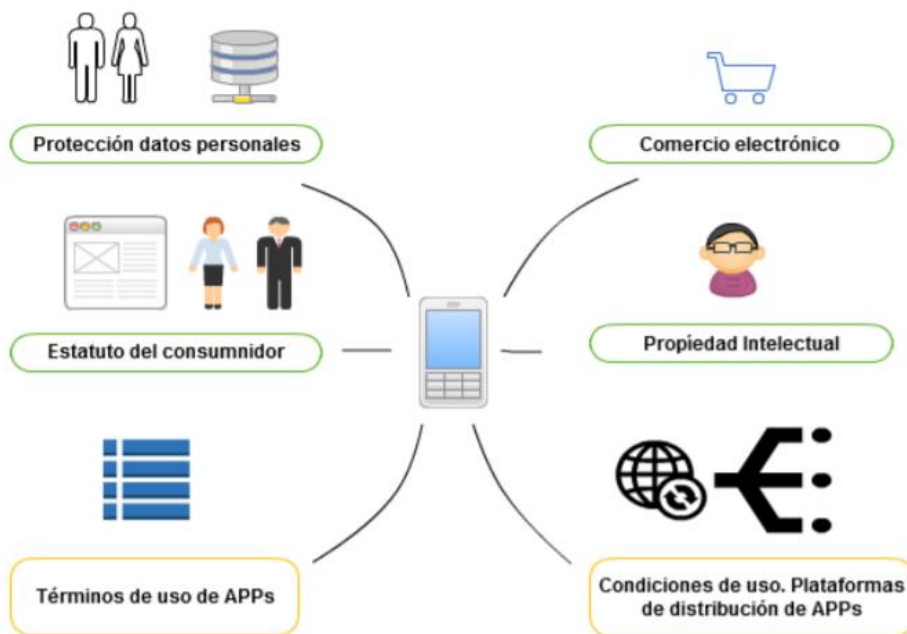 Protección datos personales
Comercio electrónico
Estatuto del consumnidor
Propiedad Intelectual
Términos de uso de APPs
Condiciones de uso. Plataformas
de distribución de APPs